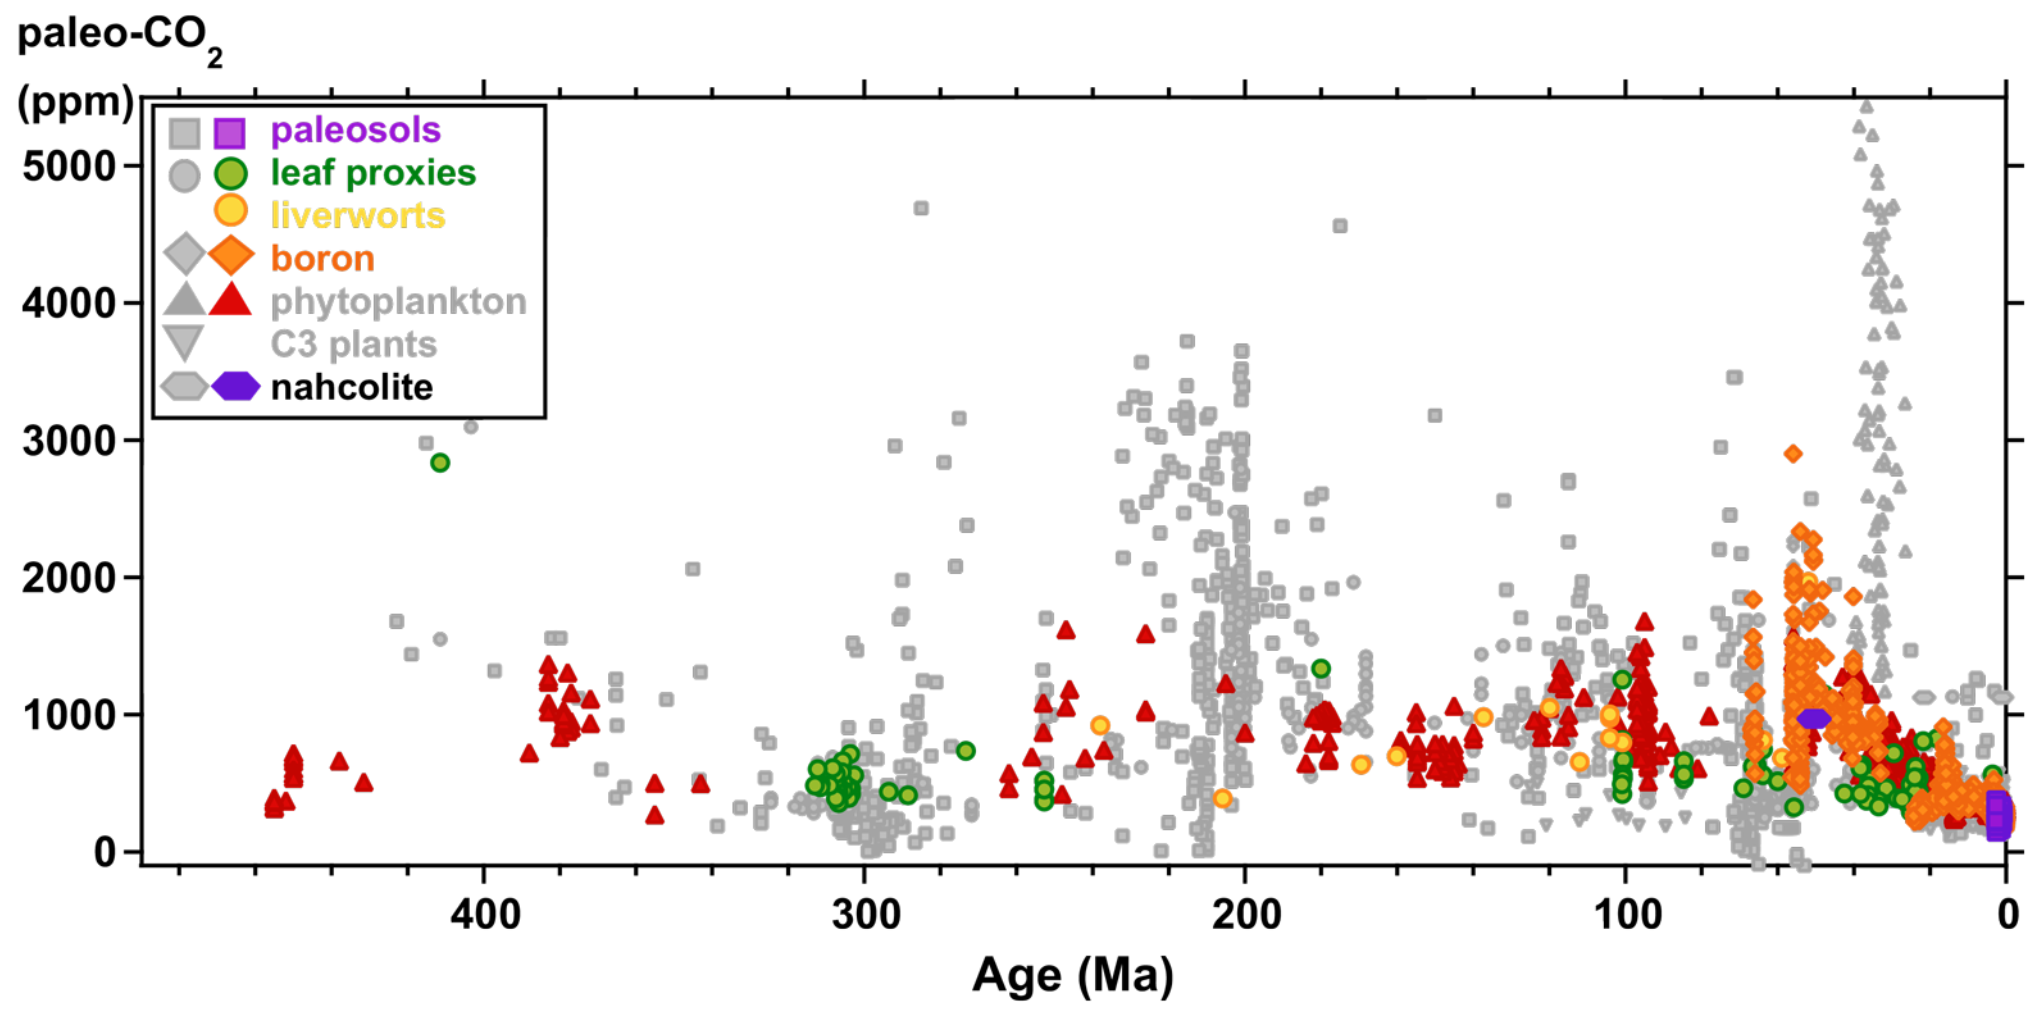 paleo-CO2
(ppm)
paleosols
leaf proxies
liverworts
boron
phytoplankton
C3 plants
nahcolite
5000
4000
3000
2000
1000
0
400 300 200 100 0
Age (Ma)